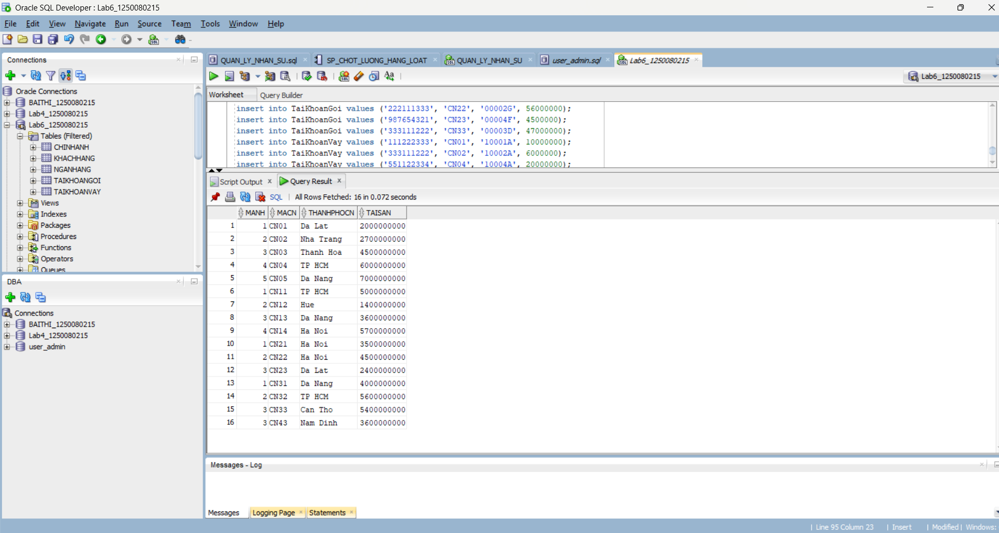 Oracle SQL Developer : Lab6_1250080215
File Edit View Navigate Run Source Team Tools Window Help
Connections
Oracle Connections
BAITHI_1250080215
Lab4_1250080215
Lab6_1250080215
Tables (Filtered)
CHINHANH
KHACHHANG
NGANHANG
TAIKHOANGOI
TAIKHOANVAY
Views
Indexes
Packages
Procedures
Functions
Operators
Queues
DBA
Connections
BAITHI_1250080215
Lab4_1250080215
user_admin
QUAN_LY_NHAN_SU.sql SP_CHOT_LUONG_HANG_LOAT QUAN_LY_NHAN_SU user_admin.sql Lab6_1250080215
Lab6_1250080215
Worksheet Query Builder
insert into TaiKhoanGoi values ('222111333', 'CN22', '00002G', 56000000);
insert into TaiKhoanGoi values ('987654321', 'CN23', '00004F', 4500000);
insert into TaiKhoanGoi values ('333111222', 'CN33', '00003D', 47000000);
insert into TaiKhoanVay values ('111222333', 'CN01', '10001A', 10000000);
insert into TaiKhoanVay values ('333111222', 'CN02', '10002A', 6000000);
insert into TaiKhoanVay values ('551122334', 'CN04', '10004A', 20000000);
Script Output x Query Result x
SQL | All Rows Fetched: 16 in 0.072 seconds
MANH MACN THANHPHOCN TAISAN
1 1 CN01 Da Lat 2000000000
2 2 CN02 Nha Trang 2700000000
3 3 CN03 Thanh Hoa 4500000000
4 4 CN04 TP HCM 6000000000
5 5 CN05 Da Nang 7000000000
6 1 CN11 TP HCM 5000000000
7 2 CN12 Hue 1400000000
8 3 CN13 Da Nang 3600000000
9 4 CN14 Ha Noi 5700000000
10 1 CN21 Ha Noi 3500000000
11 2 CN22 Ha Noi 4500000000
12 3 CN23 Da Lat 2400000000
13 1 CN31 Da Nang 4000000000
14 2 CN32 TP HCM 5600000000
15 3 CN33 Can Tho 5400000000
16 3 CN43 Nam Dinh 3600000000
Messages - Log
Messages Logging Page Statements
| Line 95 Column 23 | Insert | Modified | Windows: